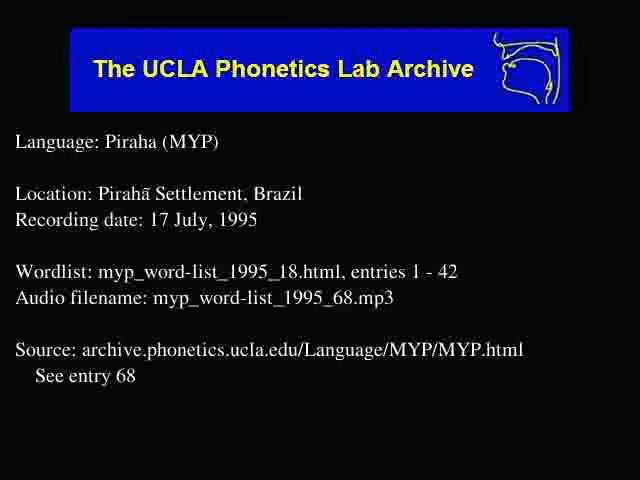 The UCLA Phonetics Lab Archive
Language: Piraha (MYP)
Location: Pirahã Settlement, Brazil
Recording date: 17 July, 1995
Wordlist: myp_word-list_1995_18.html, entries 1 - 42
Audio filename: myp_word-list_1995_68.mp3
Source: archive.phonetics.ucla.edu/Language/MYP/MYP.html
See entry 68